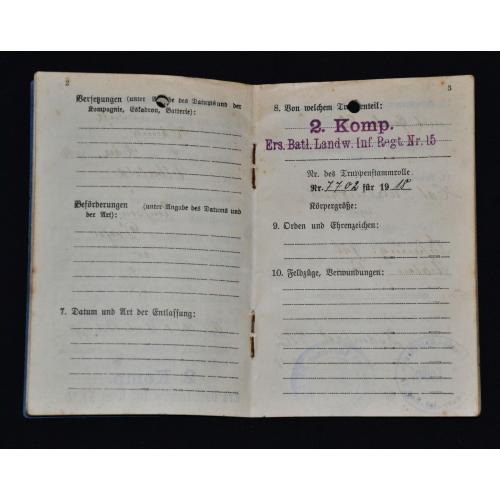 2
Versetzungen (unter Angabe des Datums und der
Kompagnie, Eskadron, Batterie):
Beförderungen (unter Angabe des Datums und
der Art):
7. Datum und Art der Entlassung:
2. Komp.
3
8. Von welchem Truppenteil:
2. Komp.
Ers. Batl. Landw. Inf. Regt. Nr. 15
Nr. des Truppenstammrolle
Nr. 7702 für 1918
Körpergröße:
9. Orden und Ehrenzeichen:
10. Feldzüge, Verwundungen: